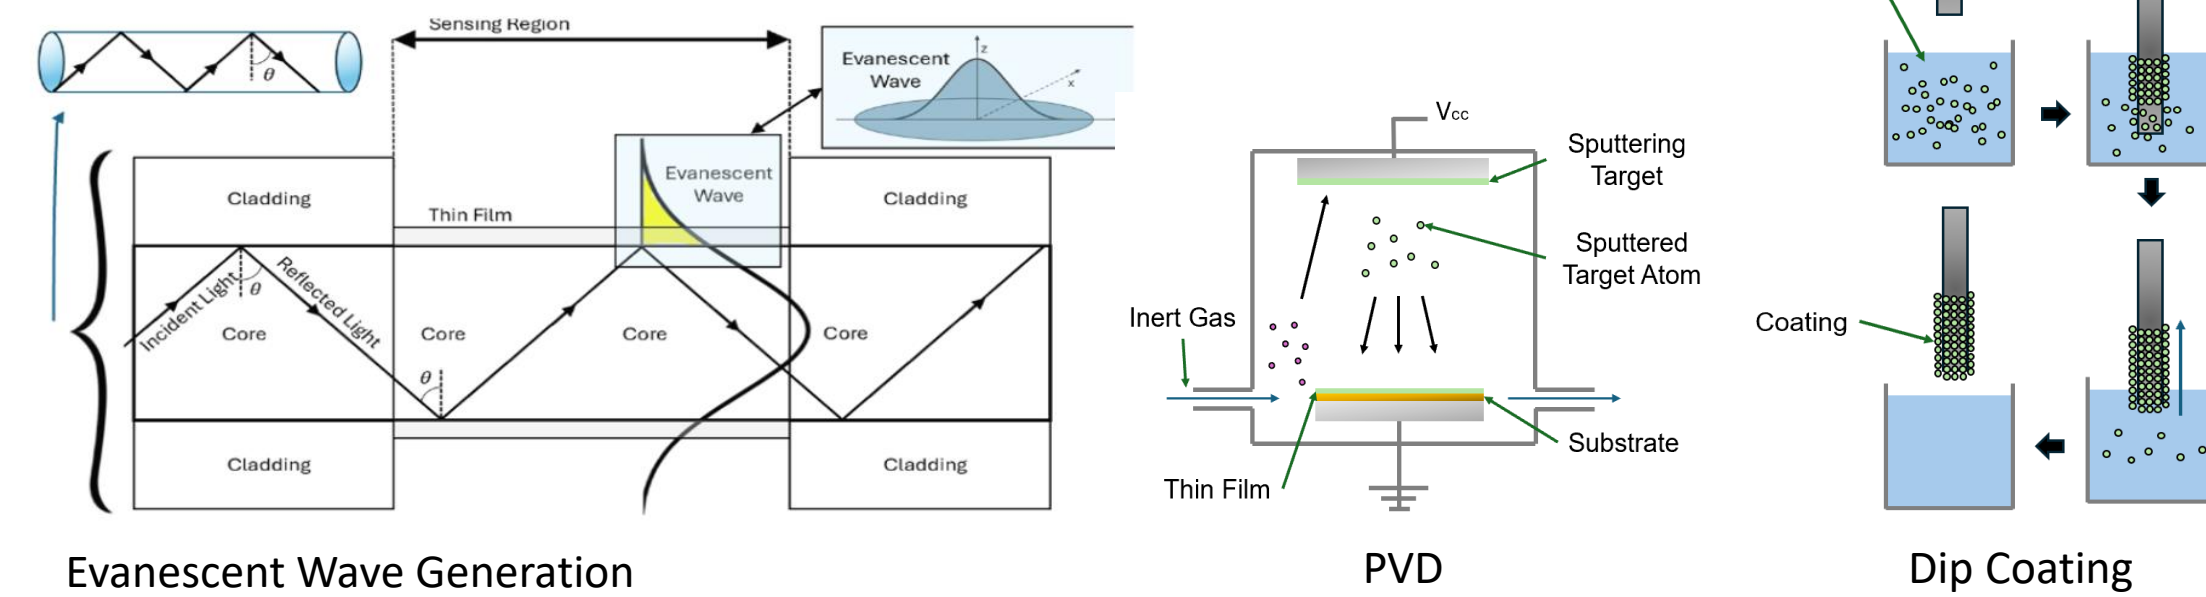 Sensing Region
θ
Evanescent
Wave
z
x
Evanescent
Wave
Cladding
Thin Film
Cladding
Incident Light
θ
Reflected Light
Core
Core
θ
Core
Core
Cladding
Cladding
Evanescent Wave Generation
Vcc
Sputtering
Target
Sputtered
Target Atom
Inert Gas
Substrate
Thin Film
PVD
Coating
Dip Coating